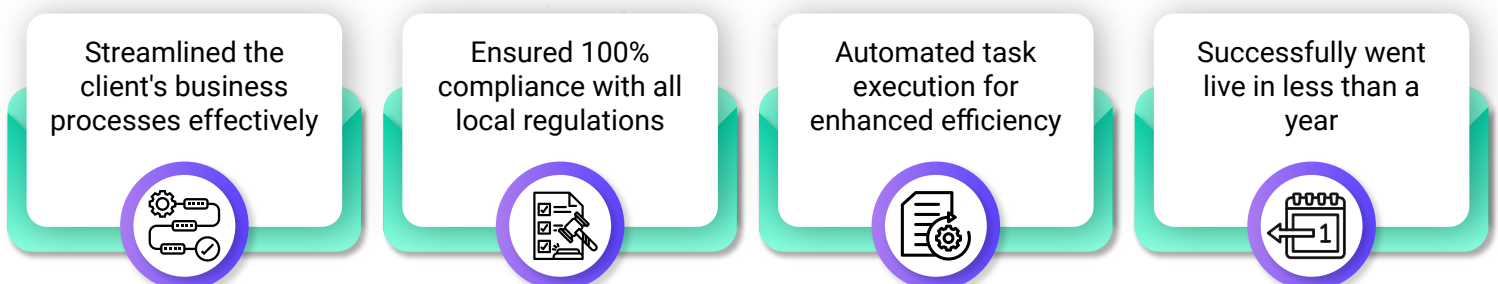 Streamlined the
client's business
processes effectively
Ensured 100%
compliance with all
local regulations
Automated task
execution for
enhanced efficiency
Successfully went
live in less than a
year
1